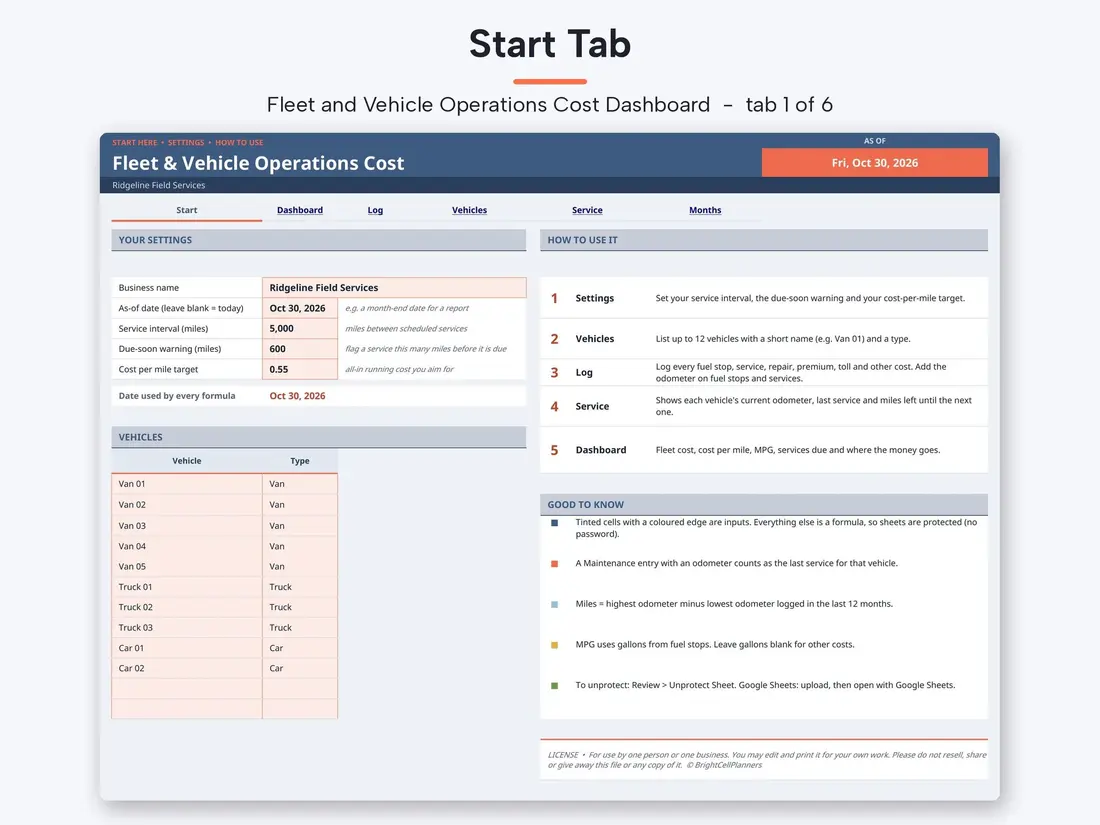 Start Tab
Fleet and Vehicle Operations Cost Dashboard – tab 1 of 6
START HERE • SETTINGS • HOW TO USE
AS OF
Fleet & Vehicle Operations Cost
Fri, Oct 30, 2026
Ridgeline Field Services
Start Dashboard Log Vehicles Service Months
YOUR SETTINGS
Business name Ridgeline Field Services
As-of date (leave blank = today) Oct 30, 2026 e.g. a month-end date for a report
Service interval (miles) 5,000 miles between scheduled services
Due-soon warning (miles) 600 flag a service this many miles before it is due
Cost per mile target 0.55 all-in running cost you aim for
Date used by every formula Oct 30, 2026
VEHICLES
Vehicle Type
Van 01 Van
Van 02 Van
Van 03 Van
Van 04 Van
Van 05 Van
Truck 01 Truck
Truck 02 Truck
Truck 03 Truck
Car 01 Car
Car 02 Car
HOW TO USE IT
1 Settings Set your service interval, the due-soon warning and your cost-per-mile target.
2 Vehicles List up to 12 vehicles with a short name (e.g. Van 01) and a type.
3 Log Log every fuel stop, service, repair, premium, toll and other cost. Add the
odometer on fuel stops and services.
4 Service Shows each vehicle's current odometer, last service and miles left until the next
one.
5 Dashboard Fleet cost, cost per mile, MPG, services due and where the money goes.
GOOD TO KNOW
Tinted cells with a coloured edge are inputs. Everything else is a formula, so sheets are protected (no
password).
A Maintenance entry with an odometer counts as the last service for that vehicle.
Miles = highest odometer minus lowest odometer logged in the last 12 months.
MPG uses gallons from fuel stops. Leave gallons blank for other costs.
To unprotect: Review > Unprotect Sheet. Google Sheets: upload, then open with Google Sheets.
LICENSE • For use by one person or one business. You may edit and print it for your own work. Please do not resell, share
or give away this file or any copy of it. © BrightCellPlanners